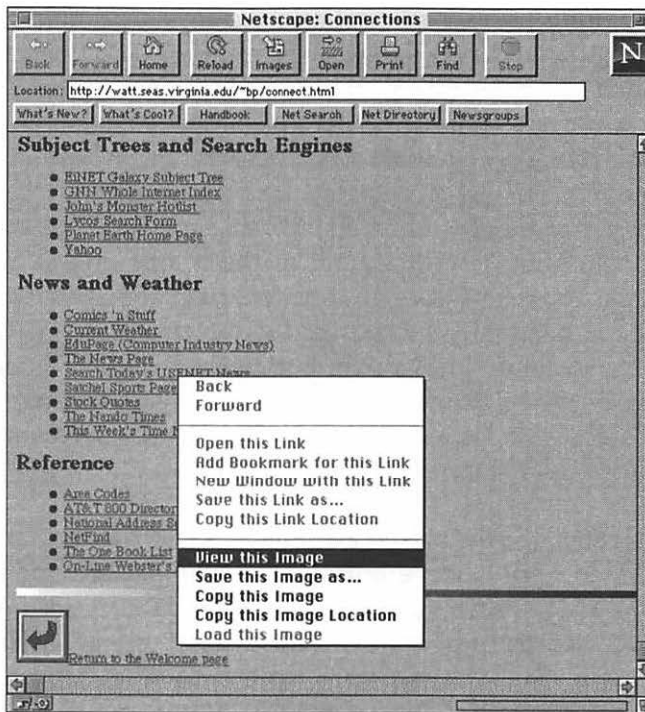 Netscape: Connections
Back Forward Home Reload Images Open Print Find Stop
N
Location: http://watt.seas.virginia.edu/~bp/connect.html
What's New? What's Cool? Handbook Net Search Net Directory Newsgroups
Subject Trees and Search Engines
EINET Galaxy Subject Tree
GNN Whole Internet Index
John's Monster Hotlist
Lycos Search Form
Planet Earth Home Page
Yahoo
News and Weather
Comics 'n Stuff
Current Weather
EduPage (Computer Industry News)
The News Page
Search Today's USENET News
Satchel Sports Page
Stock Quotes
The Nando Times
This Week's Time
Reference
Area Codes
AT&T 800 Director
National Address
NetFind
The One Book List
On-Line Webster's
Back
Forward
Open this Link
Add Bookmark for this Link
New Window with this Link
Save this Link as...
Copy this Link Location
View this Image
Save this Image as...
Copy this Image
Copy this Image Location
Load this Image
Return to the Welcome page